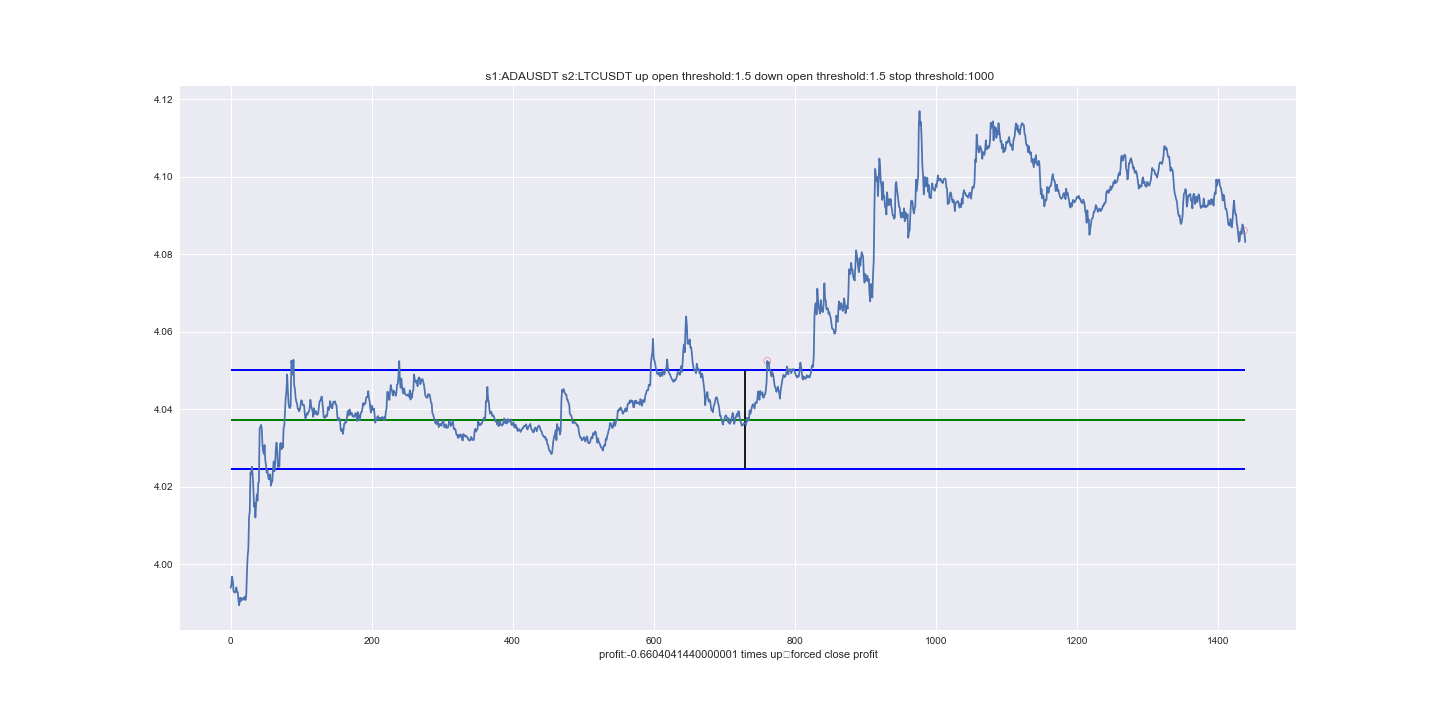 s1:ADAUSDT s2:LTCUSDT up open threshold:1.5 down open threshold:1.5 stop threshold:1000
4.12
4.10
4.08
4.06
4.04
4.02
4.00
0 200 400 600 800 1000 1200 1400
profit:-0.6604041440000001 times up□forced close profit